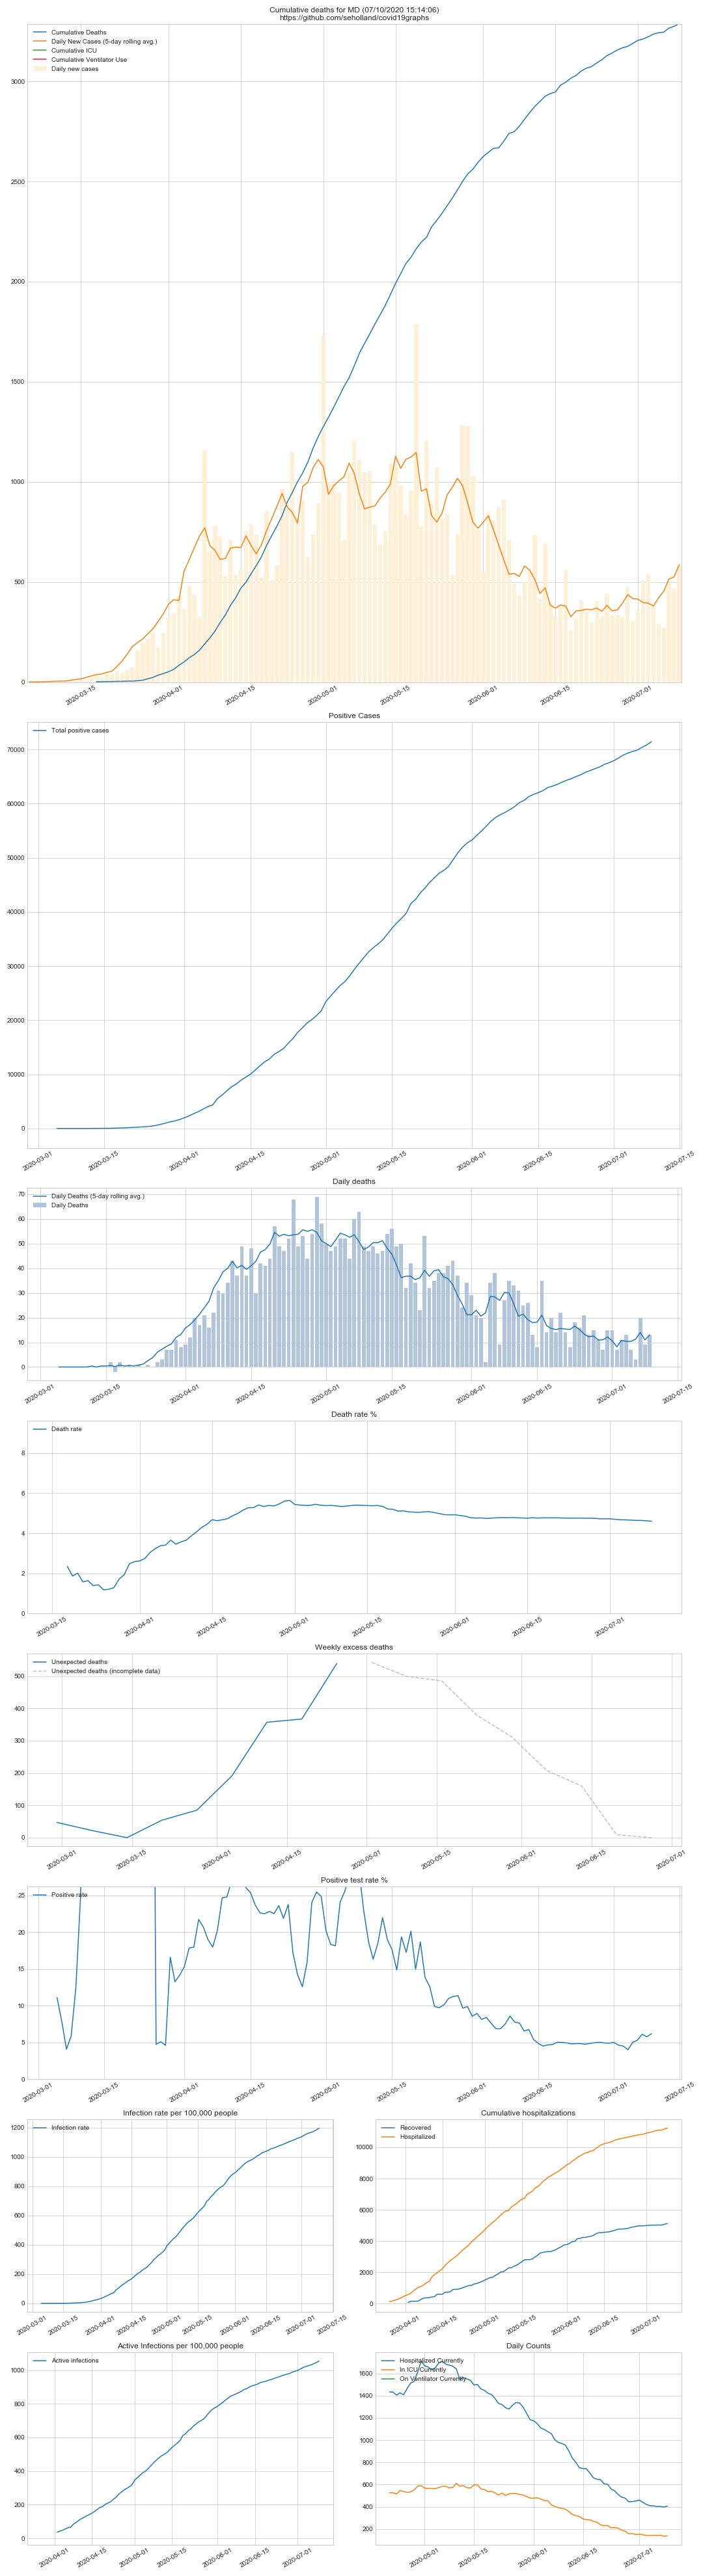 Cumulative deaths for MD (07/10/2020 15:14:06)
https://github.com/seholland/covid19graphs
Cumulative Deaths
Daily New Cases (5-day rolling avg.)
Cumulative ICU
Cumulative Ventilator Use
Daily new cases
3000
2500
2000
1500
1000
500
0
2020-03-15 2020-04-01 2020-04-15 2020-05-01 2020-05-15 2020-06-01 2020-06-15 2020-07-01
Positive Cases
Total positive cases
70000
60000
50000
40000
30000
20000
10000
0
2020-03-01 2020-03-15 2020-04-01 2020-04-15 2020-05-01 2020-05-15 2020-06-01 2020-06-15 2020-07-01 2020-07-15
Daily deaths
Daily Deaths (5-day rolling avg.)
Daily Deaths
70
60
50
40
30
20
10
0
2020-03-01 2020-03-15 2020-04-01 2020-04-15 2020-05-01 2020-05-15 2020-06-01 2020-06-15 2020-07-01 2020-07-15
Death rate %
Death rate
8
6
4
2
0
2020-03-15 2020-04-01 2020-04-15 2020-05-01 2020-05-15 2020-06-01 2020-06-15 2020-07-01
Weekly excess deaths
Unexpected deaths
Unexpected deaths (incomplete data)
500
400
300
200
100
0
2020-03-01 2020-03-15 2020-04-01 2020-04-15 2020-05-01 2020-05-15 2020-06-01 2020-06-15 2020-07-01
Positive test rate %
Positive rate
25
20
15
10
5
0
2020-03-01 2020-03-15 2020-04-01 2020-04-15 2020-05-01 2020-05-15 2020-06-01 2020-06-15 2020-07-01 2020-07-15
Infection rate per 100,000 people
Infection rate
1200
1000
800
600
400
200
0
2020-03-01 2020-03-15 2020-04-01 2020-04-15 2020-05-01 2020-05-15 2020-06-01 2020-06-15 2020-07-01 2020-07-15
Cumulative hospitalizations
Recovered
Hospitalized
10000
8000
6000
4000
2000
0
2020-04-01 2020-04-15 2020-05-01 2020-05-15 2020-06-01 2020-06-15 2020-07-01
Active Infections per 100,000 people
Active infections
1000
800
600
400
200
0
2020-04-01 2020-04-15 2020-05-01 2020-05-15 2020-06-01 2020-06-15 2020-07-01
Daily Counts
Hospitalized Currently
In ICU Currently
On Ventilator Currently
1600
1400
1200
1000
800
600
400
200
2020-05-01 2020-05-15 2020-06-01 2020-06-15 2020-07-01